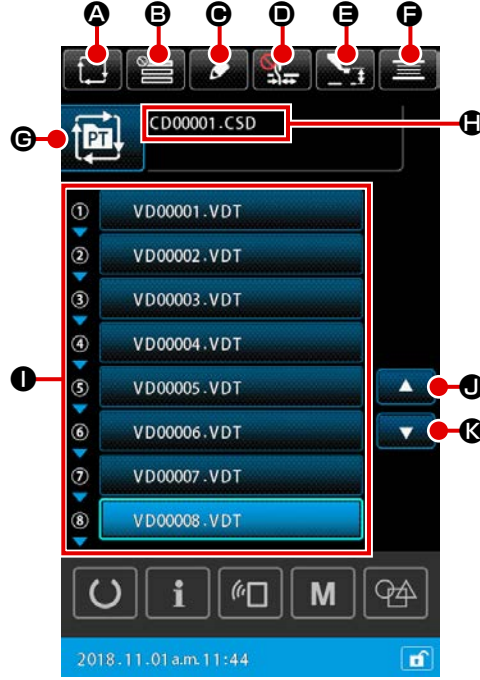 A B C D E F
G PT CD00001.CSD H
① VD00001.VDT
② VD00002.VDT
③ VD00003.VDT
④ VD00004.VDT
I ⑤ VD00005.VDT J
⑥ VD00006.VDT K
⑦ VD00007.VDT
⑧ VD00008.VDT
i M
2018.11.01a.m.11:44